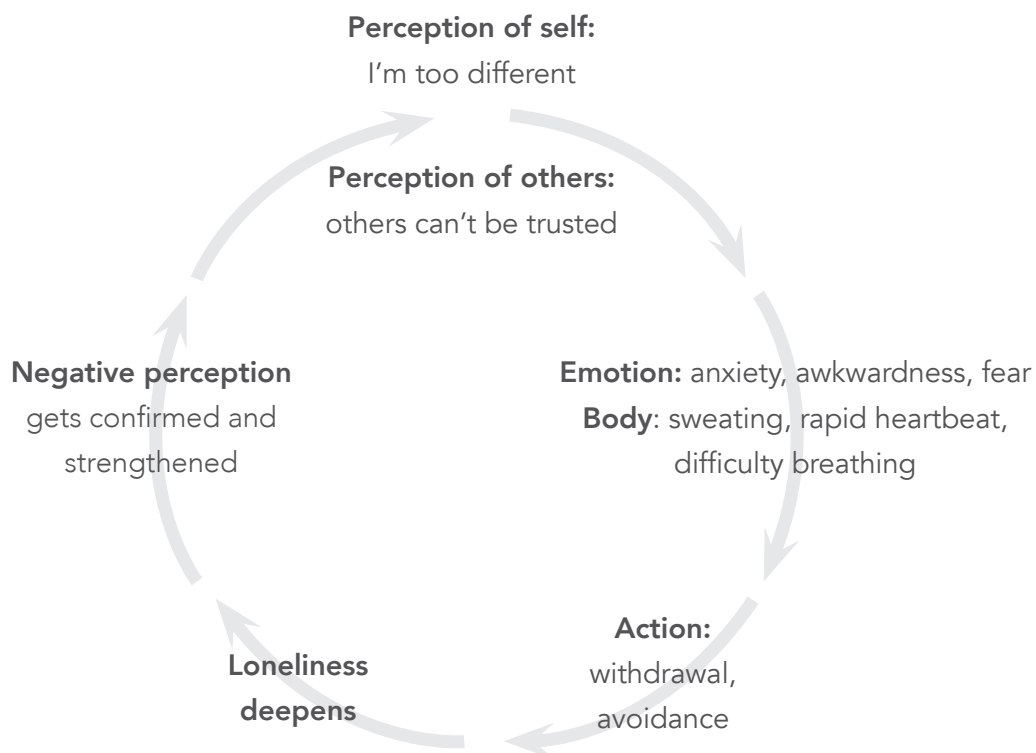 Perception of self:
I'm too different
Perception of others:
others can't be trusted
Emotion: anxiety, awkwardness, fear
Body: sweating, rapid heartbeat,
difficulty breathing
Action:
withdrawal,
avoidance
Loneliness
deepens
Negative perception
gets confirmed and
strengthened